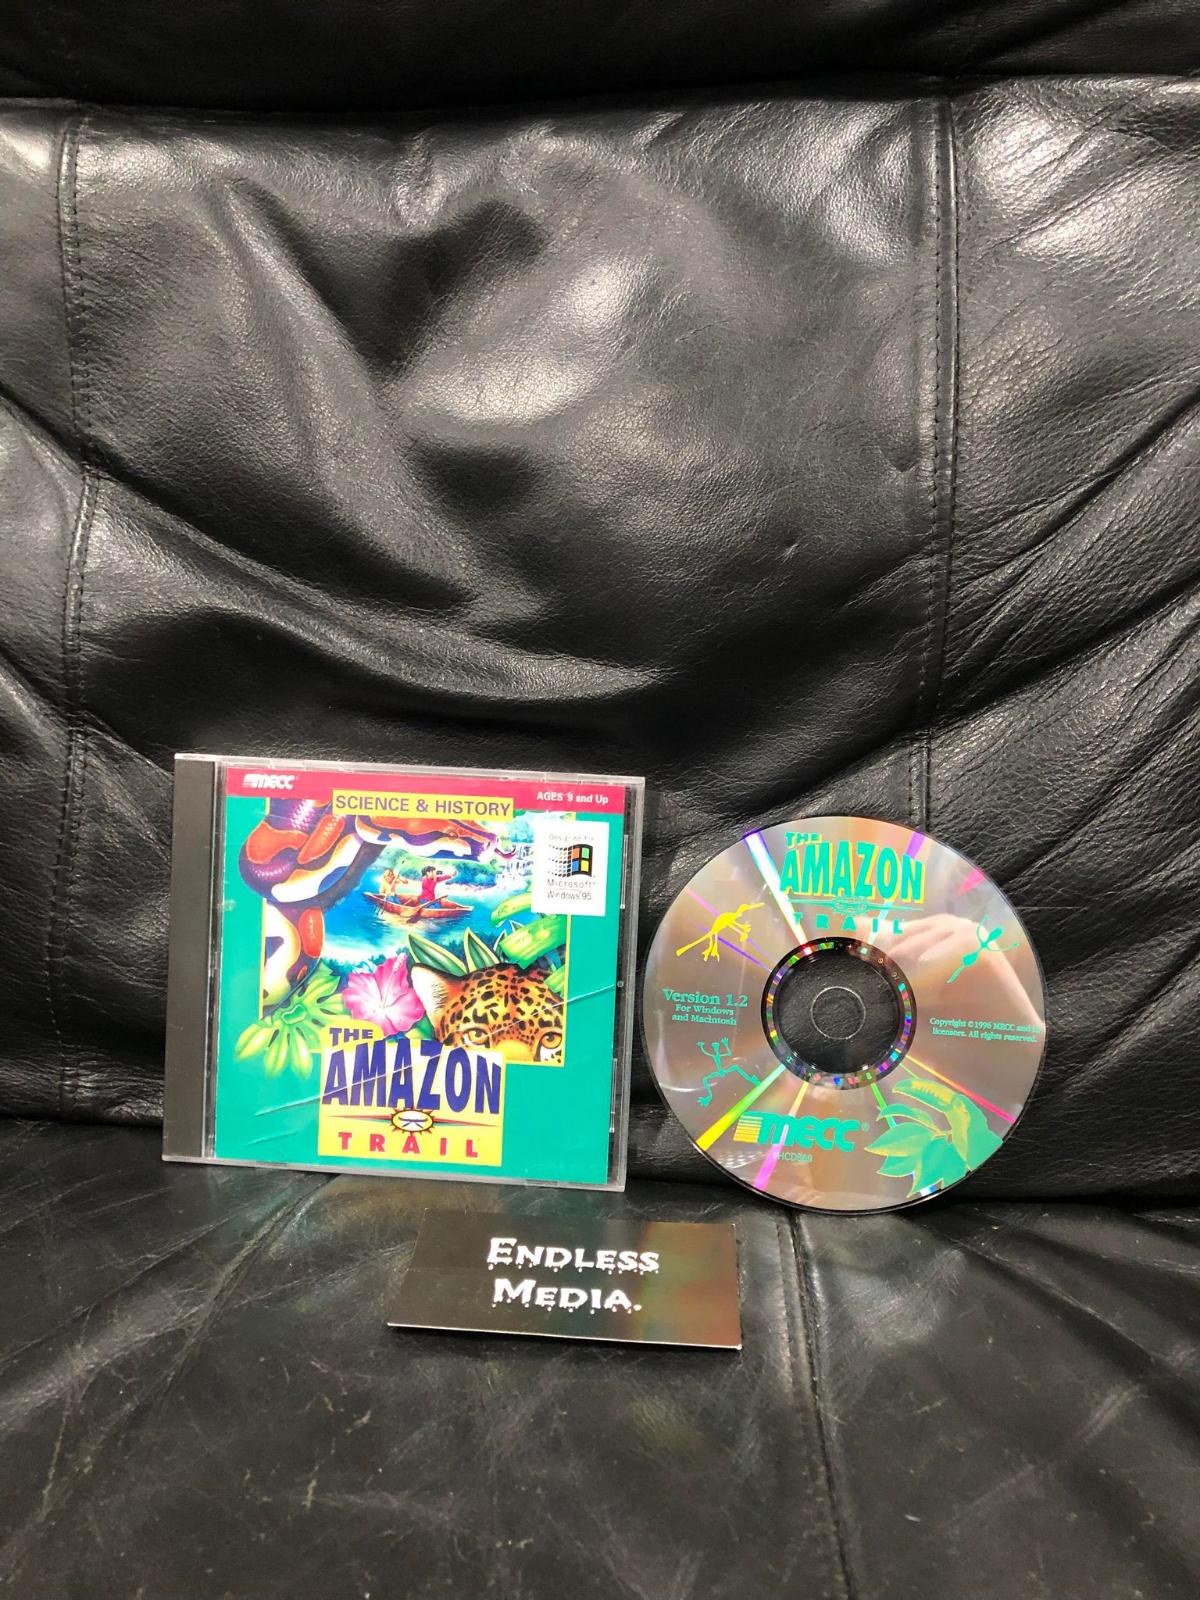 mecc
SCIENCE & HISTORY
AGES 9 and Up
Designed for
Microsoft
Windows 95
THE
AMAZON
TRAIL
THE
AMAZON
TRAIL
Version 1.2
For Windows
and Macintosh
Copyright © 1996 MECC and
licensors. All rights reserved.
mecc®
ENDLESS
MEDIA.